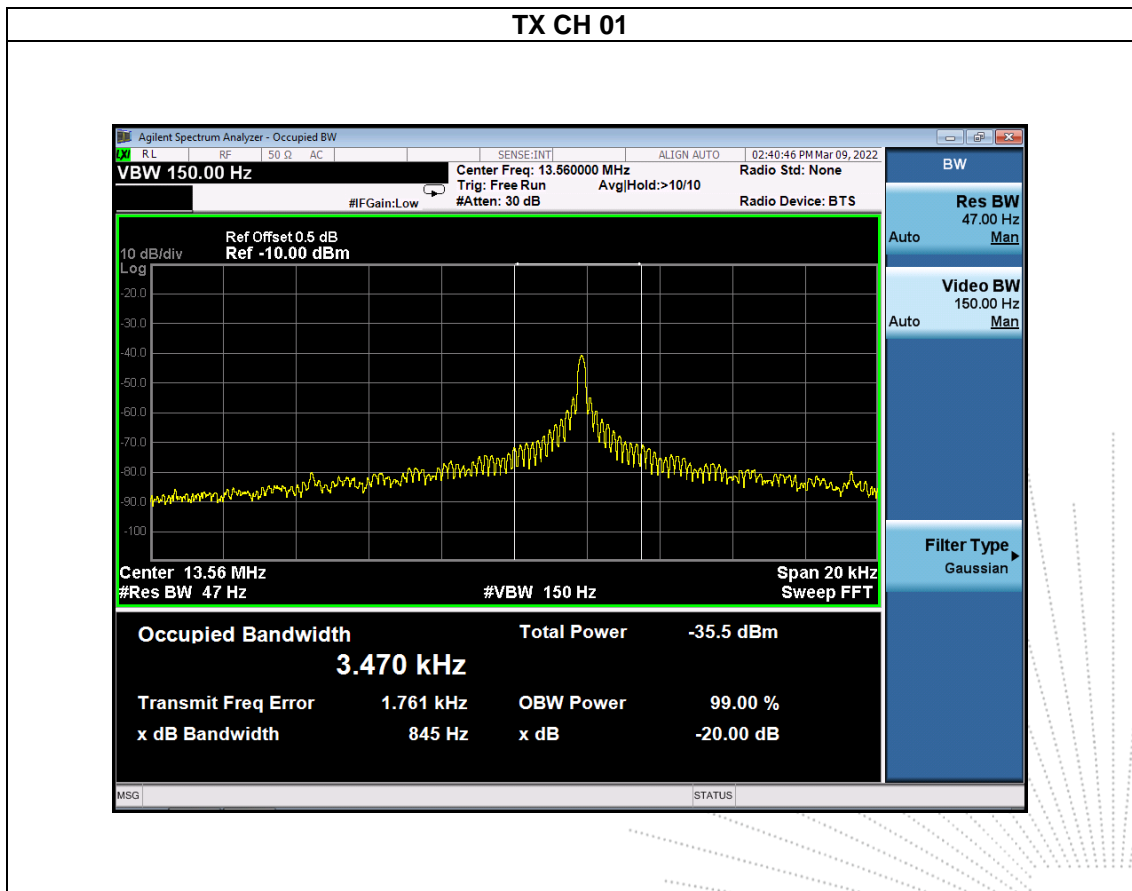 TX CH 01
Agilent Spectrum Analyzer - Occupied BW
LXI RL RF 50 Ω AC SENSE:INT ALIGN AUTO 02:40:46 PM Mar 09, 2022
VBW 150.00 Hz
Center Freq: 13.560000 MHz
Radio Std: None
Trig: Free Run Avg|Hold:>10/10
#IFGain:Low
#Atten: 30 dB
Radio Device: BTS
Ref Offset 0.5 dB
10 dB/div Ref -10.00 dBm
Log
-20.0
-30.0
-40.0
-50.0
-60.0
-70.0
-80.0
-90.0
-100
Center 13.56 MHz
Span 20 kHz
#Res BW 47 Hz
#VBW 150 Hz
Sweep FFT
Occupied Bandwidth
3.470 kHz
Total Power -35.5 dBm
Transmit Freq Error 1.761 kHz
OBW Power 99.00 %
x dB Bandwidth 845 Hz
x dB -20.00 dB
MSG
STATUS
BW
Res BW
47.00 Hz
Auto Man
Video BW
150.00 Hz
Auto Man
Filter Type
Gaussian